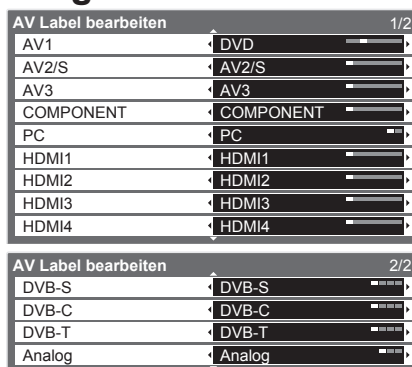 AV Label bearbeiten 1/2
AV1 DVD
AV2/S AV2/S
AV3 AV3
COMPONENT COMPONENT
PC PC
HDMI1 HDMI1
HDMI2 HDMI2
HDMI3 HDMI3
HDMI4 HDMI4
AV Label bearbeiten 2/2
DVB-S DVB-S
DVB-C DVB-C
DVB-T DVB-T
Analog Analog